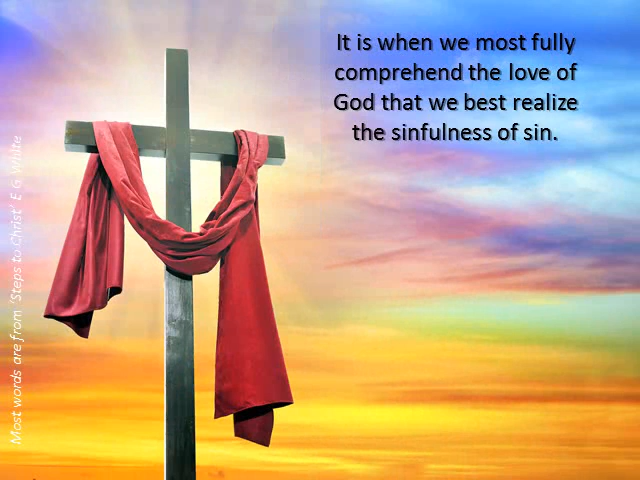 It is when we most fully
comprehend the love of
God that we best realize
the sinfulness of sin.
Most words are from 'Steps to Christ' E G White